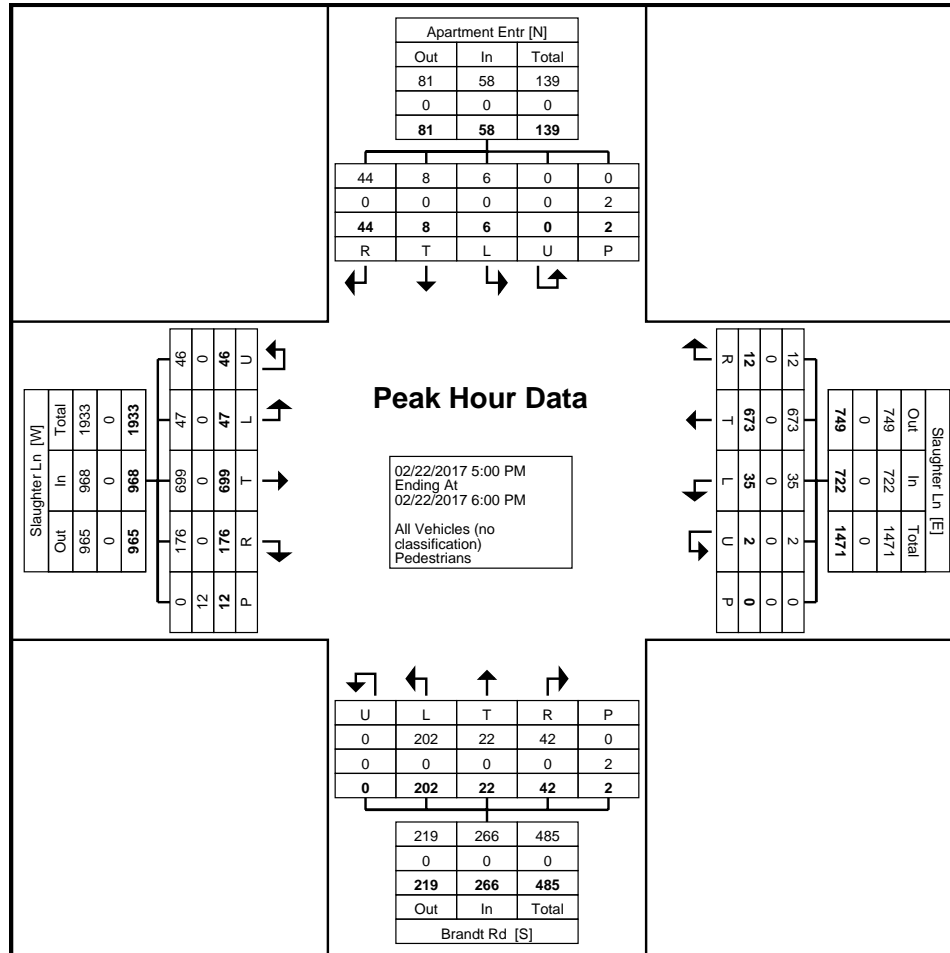 Apartment Entr [N]
Out In Total
81 58 139
0 0 0
81 58 139
44 8 6 0 0
0 0 0 0 2
44 8 6 0 2
R T L U P
Slaughter Ln [W]
Total In Out
1933 968 965
0 0 0
1933 968 965
46 47 699 176 0
0 0 0 0 12
46 47 699 176 12
U L T R P
Peak Hour Data
02/22/2017 5:00 PM
Ending At
02/22/2017 6:00 PM
All Vehicles (no
classification)
Pedestrians
R T L U P
12 673 35 2 0
0 0 0 0 0
12 673 35 2 0
749 722 1471
0 0 0
749 722 1471
Out In Total
Slaughter Ln [E]
U L T R P
0 202 22 42 0
0 0 0 0 2
0 202 22 42 2
219 266 485
0 0 0
219 266 485
Out In Total
Brandt Rd [S]